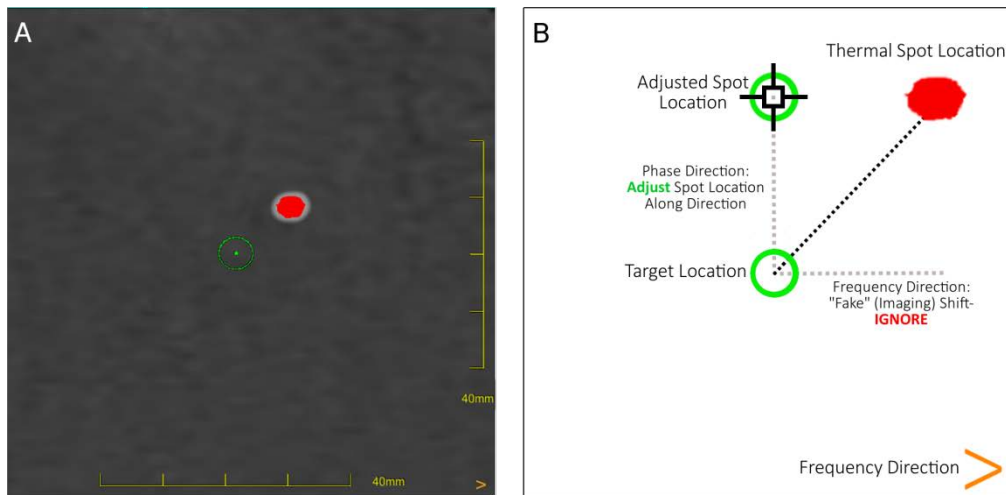 A
40mm
40mm
>
B
Thermal Spot Location
Adjusted Spot
Location
Phase Direction:
Adjust Spot Location
Along Direction
Target Location
Frequency Direction:
"Fake" (Imaging) Shift-
IGNORE
Frequency Direction >